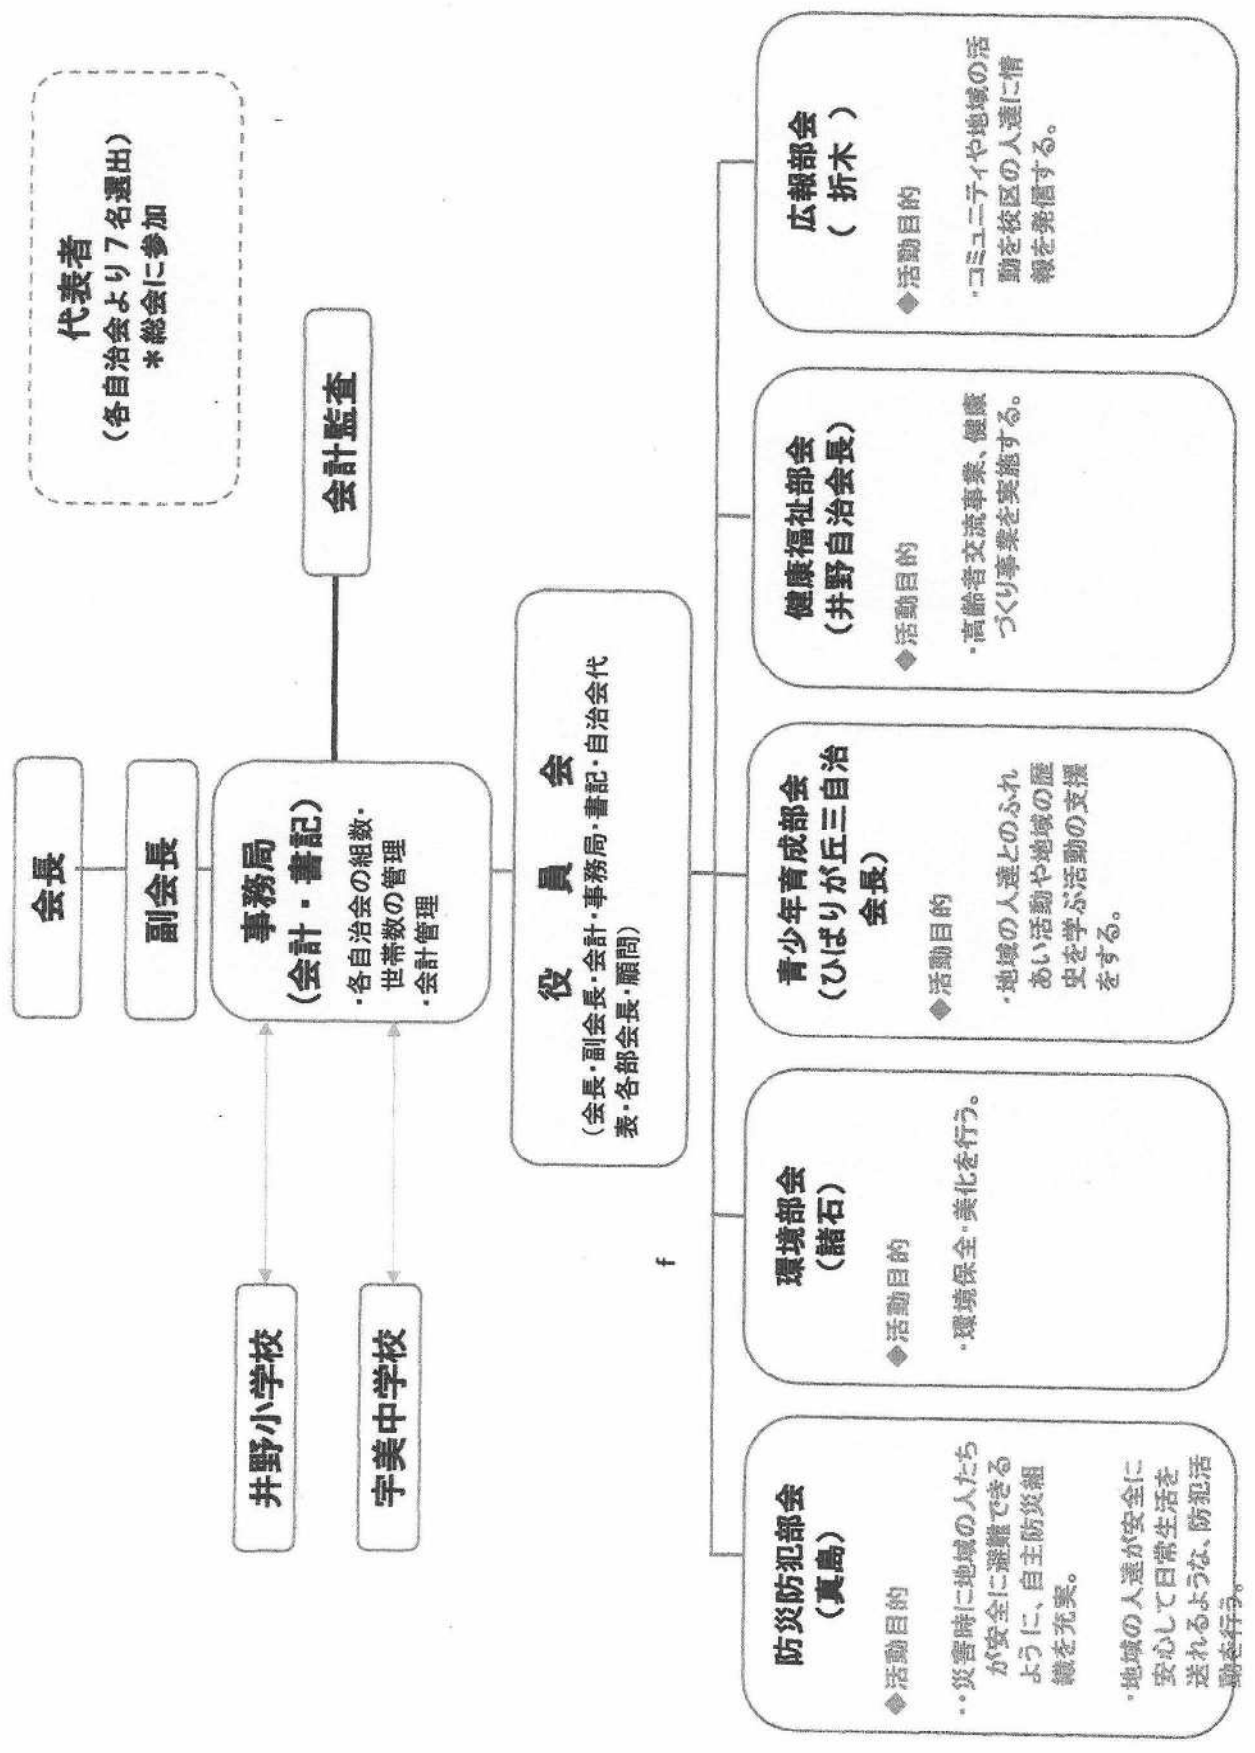 代表者
(各自治会より7名選出)
*総会に参加
会長
副会長
事務局
(会計・書記)
・各自治会の組数・
世帯数の管理
・会計管理
会計監査
井野小学校
宇美中学校
役員会
(会長・副会長・会計・事務局・書記・自治会代
表・各部会長・顧問)
f
防災防犯部会
(真島)
◆活動目的
・・災害時に地域の人たち
が安全に避難できる
ように、自主防災組
織を充実。
・地域の人達が安全に
安心して日常生活を
送れるような、防犯活
動を行う。
環境部会
(諸石)
◆活動目的
・環境保全・美化を行う。
青少年育成部会
(ひばりが丘三自治
会長)
◆活動目的
・地域の人達とのふれ
あい活動や地域の歴
史を学ぶ活動の支援
をする。
健康福祉部会
(井野自治会長)
◆活動目的
・高齢者交流事業、健康
づくり事業を実施する。
広報部会
( 折木 )
◆活動目的
・コミュニティや地域の活
動を校区の人達に情
報を発信する。